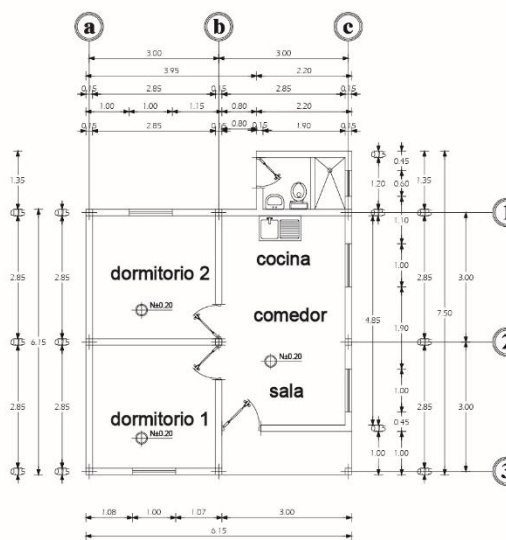 a b c
3.00 3.00
3.95 2.20
0.15 2.85 0.15 2.85 0.15
1.00 1.00 1.15 0.80 2.20
0.15 2.85 0.15 0.80 0.15 1.90 0.15
1.35 1.20 0.45 1.35
0.60
1
1.10
2.85 2.85 dormitorio 2 cocina 1.00 2.85 3.00
N±0.20 comedor 4.85 1.90 7.50
6.15 2
N±0.20
2.85 2.85 sala 1.00 2.85 3.00
dormitorio 1 0.45
N±0.20 1.00 1.00
3
1.08 1.00 1.07 3.00
6.15